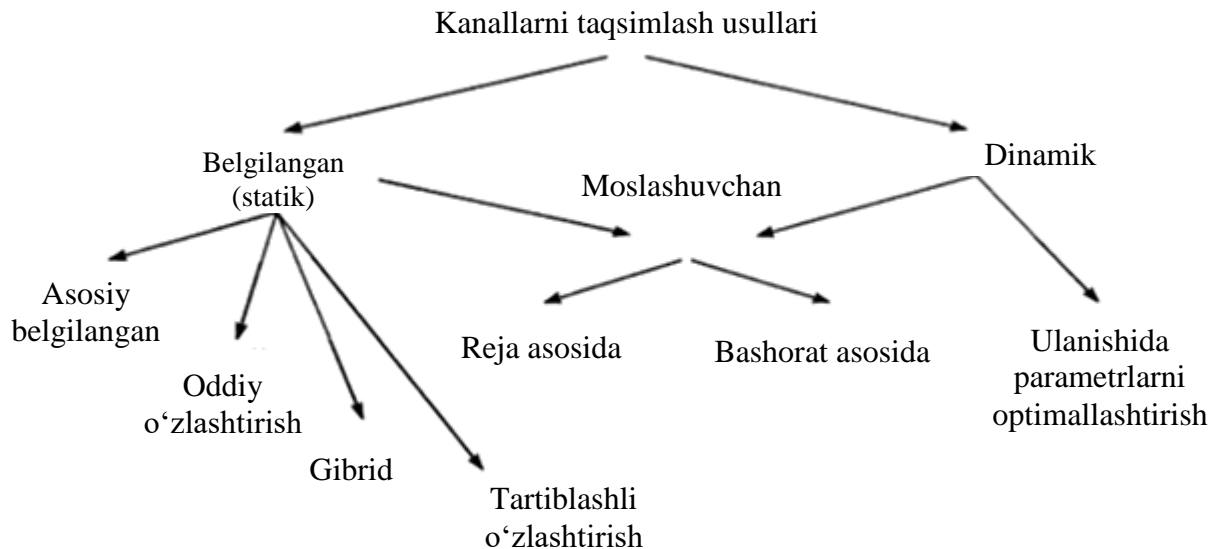 Kanallarni taqsimlash usullari
Belgilangan
(statik)
Moslashuvchan
Dinamik
Asosiy
belgilangan
Oddiy
o‘zlashtirish
Gibrid
Tartiblashli
o‘zlashtirish
Reja asosida
Bashorat asosida
Ulanishida
parametrlarni
optimallashtirish